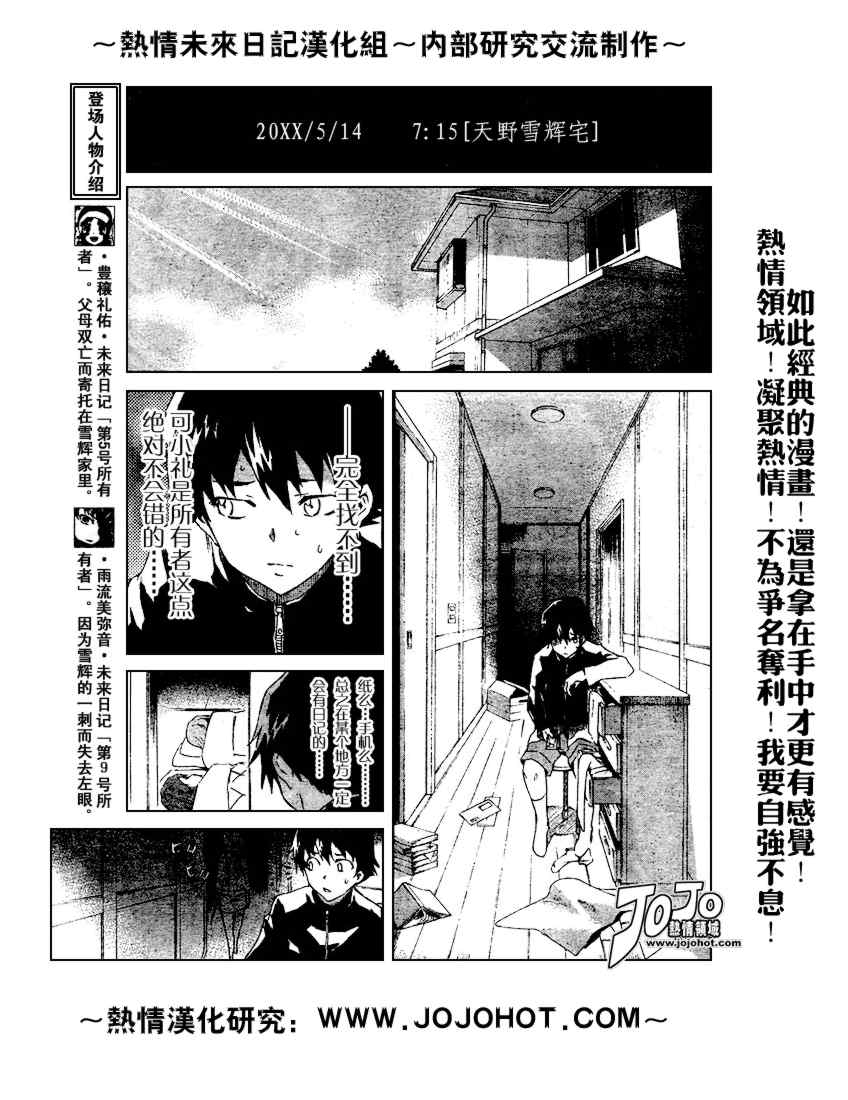 ～熱情未來日記漢化組～内部研究交流制作～
20XX/5/14 7:15[天野雪辉宅]
登场人物介绍
・豊穰礼佑・未来日记「第5号所有
者」。父母双亡而寄托在雪辉家里。
・雨流美弥音・未来日记「第9号所
有者」。因为雪辉的一刺而失去左眼。
如此經典的漫畫！還是拿在手中才更有感覺！
熱情領域！凝聚熱情！不為爭名奪利！我要自強不息！
——完全找不到……
可小礼是所有者这点
绝对不会错的……
纸么…手机么………
总之在某个地方一定
会有日记的……
JOJO
熱情領域
www.jojohot.com
～熱情漢化研究：WWW.JOJOHOT.COM～